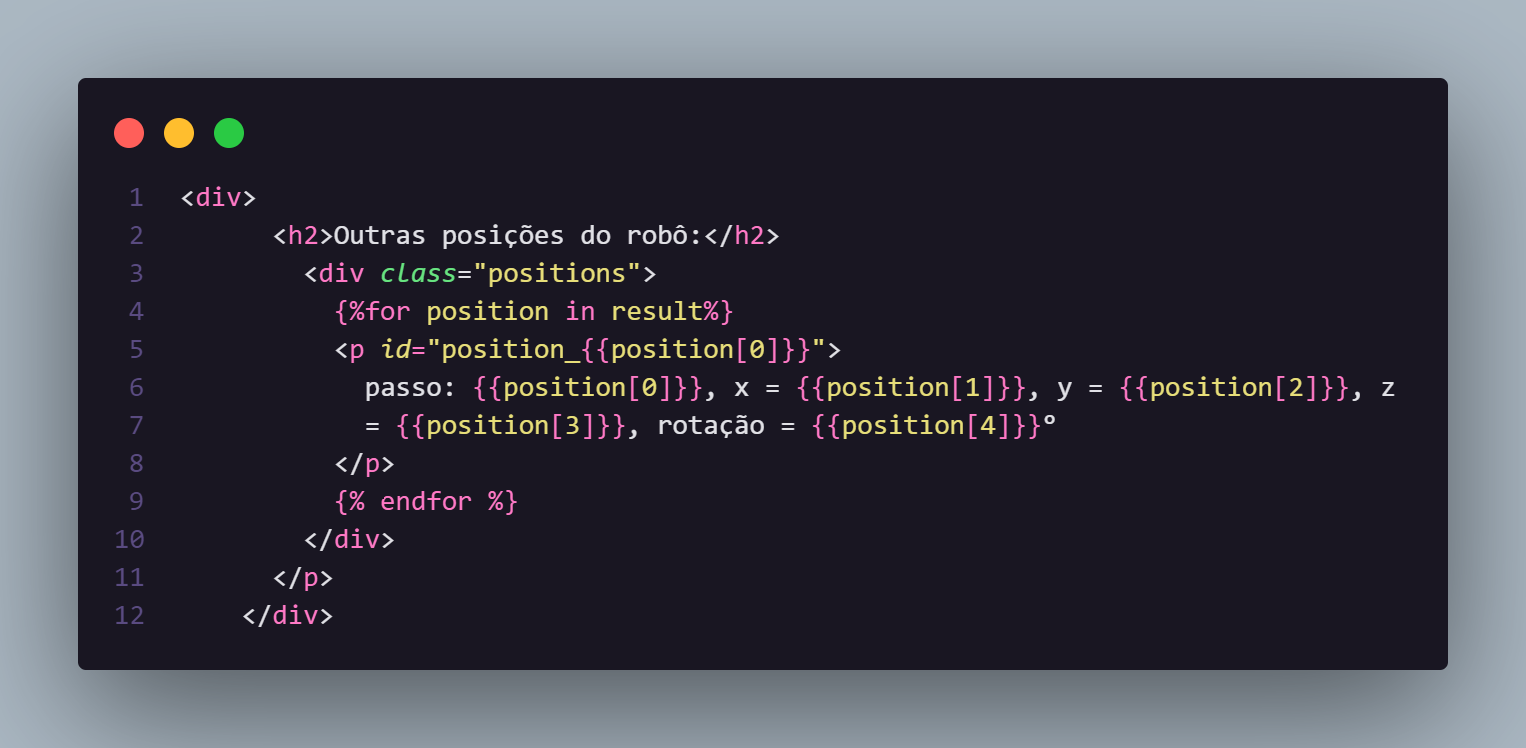 1 <div>
2 <h2>Outras posições do robô:</h2>
3 <div class="positions">
4 {%for position in result%}
5 <p id="position_{{position[0]}}">
6 passo: {{position[0]}}, x = {{position[1]}}, y = {{position[2]}}, z
7 = {{position[3]}}, rotação = {{position[4]}}°
8 </p>
9 {% endfor %}
10 </div>
11 </p>
12 </div>